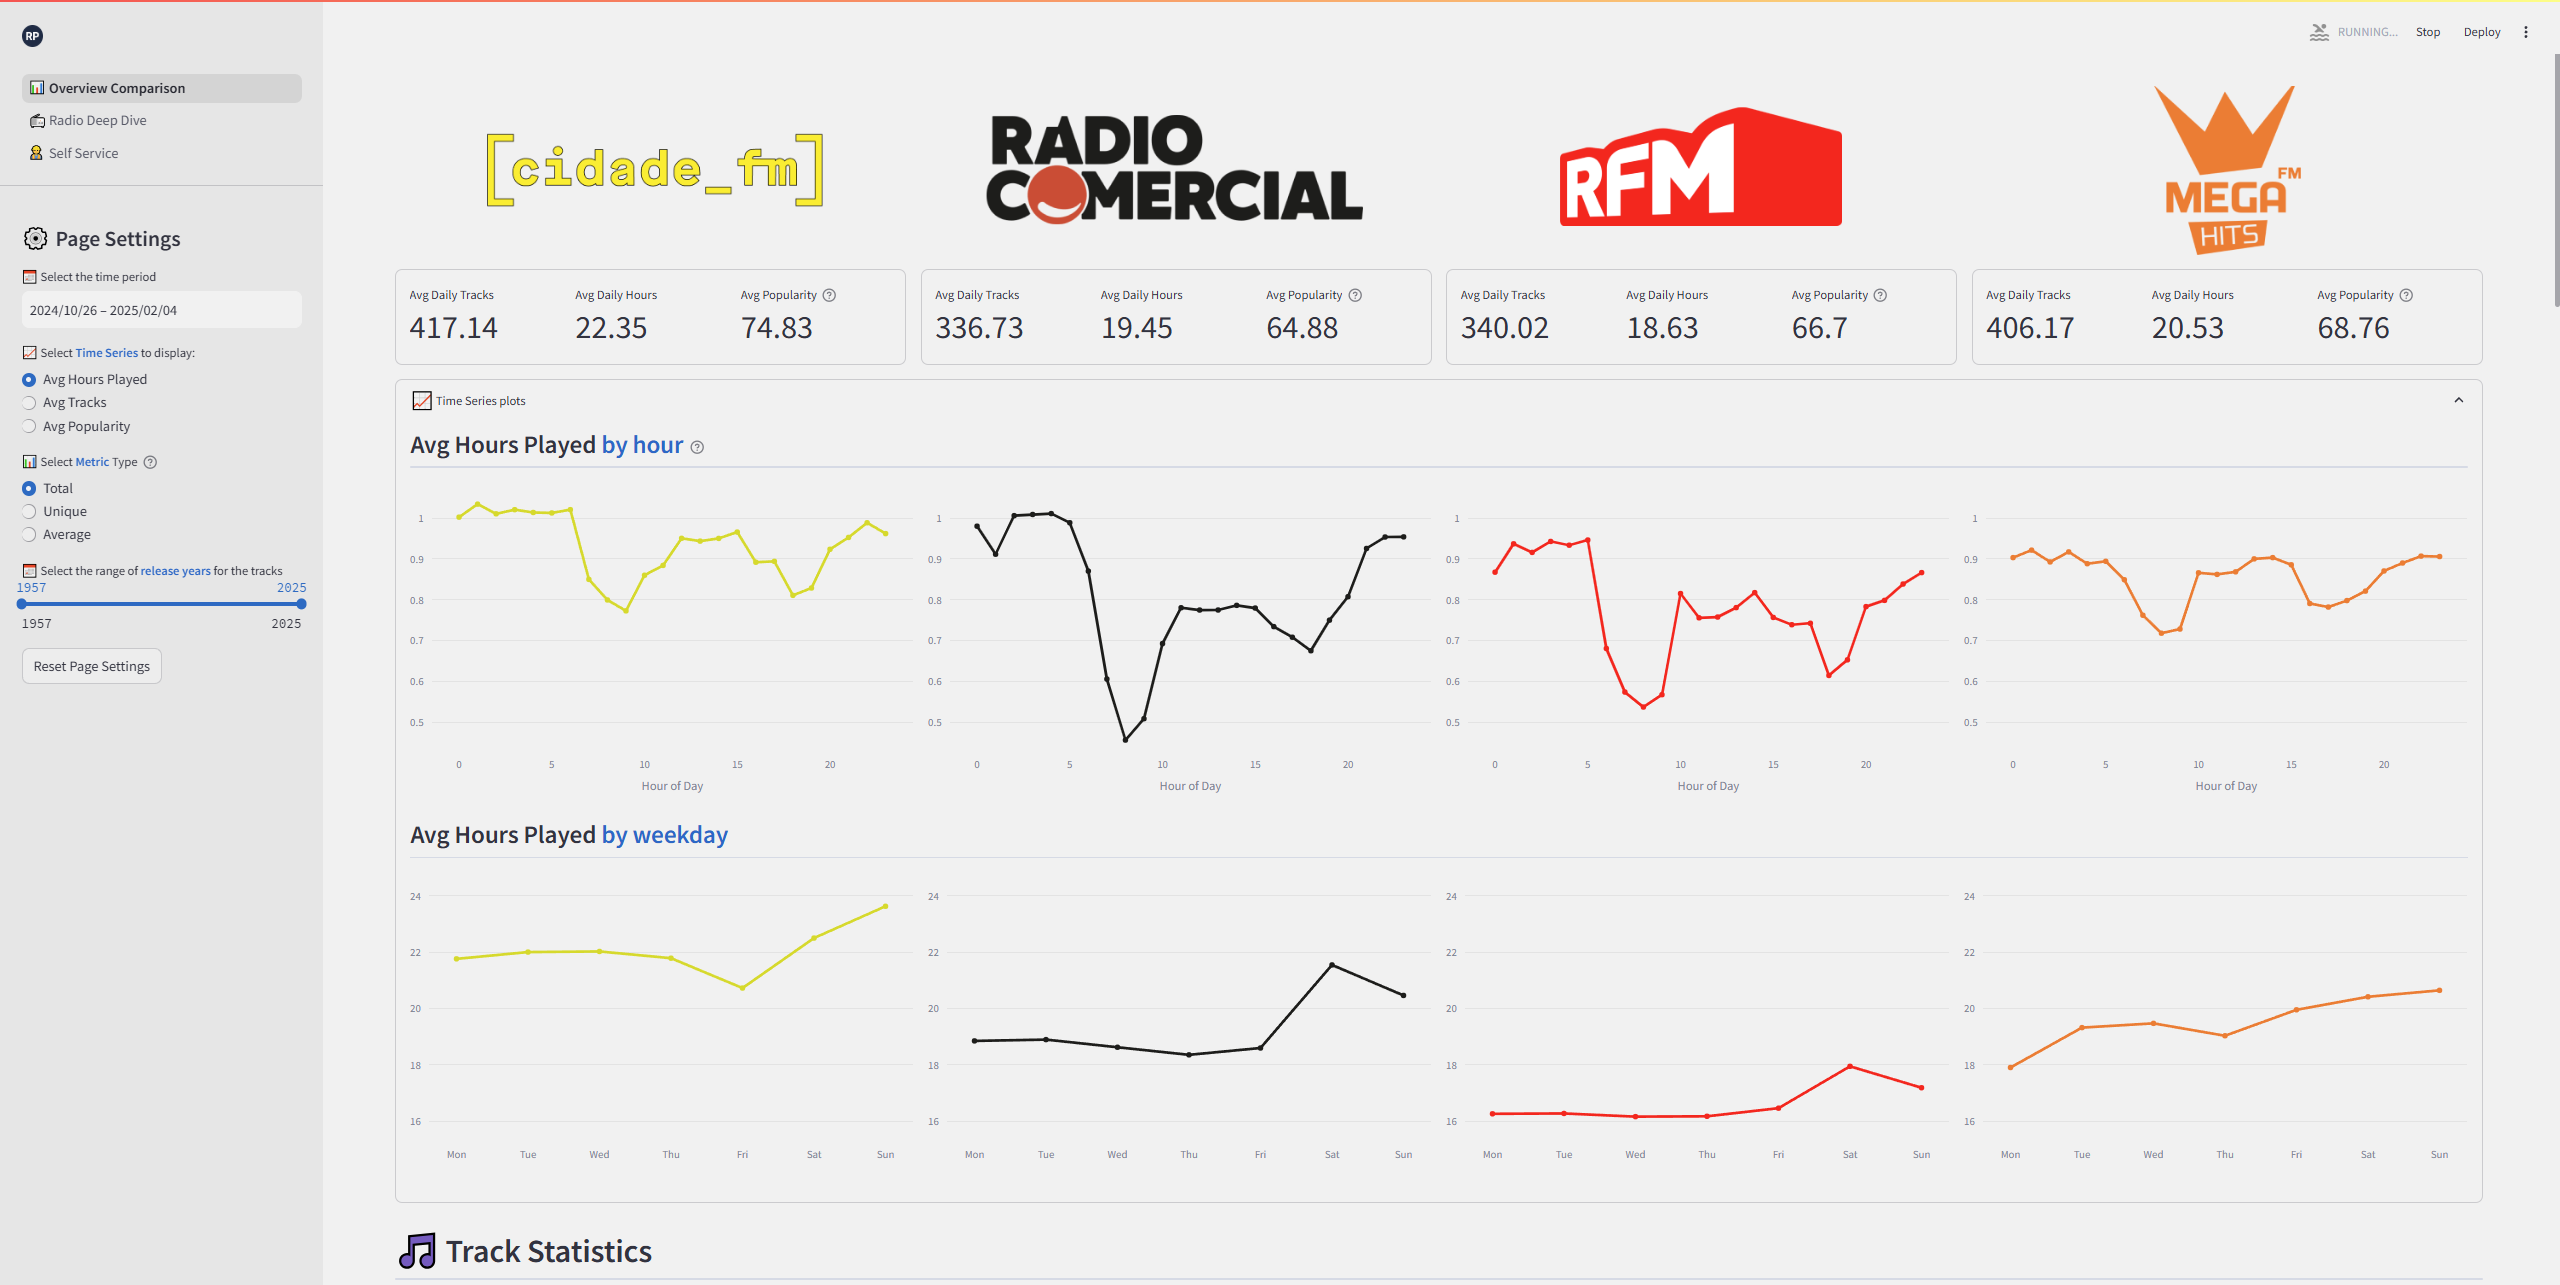 RP
RUNNING... Stop Deploy
Overview Comparison
Radio Deep Dive
Self Service
Page Settings
Select the time period
2024/10/26 – 2025/02/04
Select Time Series to display:
Avg Hours Played
Avg Tracks
Avg Popularity
Select Metric Type
Total
Unique
Average
Select the range of release years for the tracks
1957 2025
1957 2025
Reset Page Settings
[cidade_fm]
RADIO
COMERCIAL
RFM
MEGA FM
HITS
Avg Daily Tracks Avg Daily Hours Avg Popularity
417.14 22.35 74.83
Avg Daily Tracks Avg Daily Hours Avg Popularity
336.73 19.45 64.88
Avg Daily Tracks Avg Daily Hours Avg Popularity
340.02 18.63 66.7
Avg Daily Tracks Avg Daily Hours Avg Popularity
406.17 20.53 68.76
Time Series plots
Avg Hours Played by hour
1
0.9
0.8
0.7
0.6
0.5
0 5 10 15 20
Hour of Day
1
0.9
0.8
0.7
0.6
0.5
0 5 10 15 20
Hour of Day
1
0.9
0.8
0.7
0.6
0.5
0 5 10 15 20
Hour of Day
1
0.9
0.8
0.7
0.6
0.5
0 5 10 15 20
Hour of Day
Avg Hours Played by weekday
24
22
20
18
16
Mon Tue Wed Thu Fri Sat Sun
24
22
20
18
16
Mon Tue Wed Thu Fri Sat Sun
24
22
20
18
16
Mon Tue Wed Thu Fri Sat Sun
24
22
20
18
16
Mon Tue Wed Thu Fri Sat Sun
Track Statistics